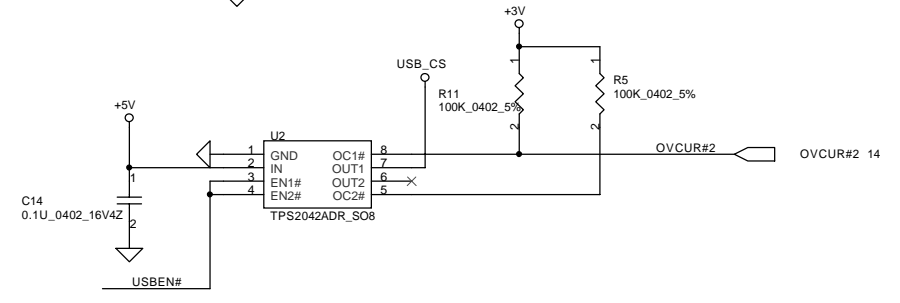 +3V
USB_CS
1
1
R11
100K_0402_5%
R5
100K_0402_5%
+5V
2
2
U2
1 GND OC1# 8
2 IN OUT1 7
3 EN1# OUT2 6
4 EN2# OC2# 5
TPS2042ADR_SO8
OVCUR#2
OVCUR#2 14
1
C14
0.1U_0402_16V4Z
2
USBEN#